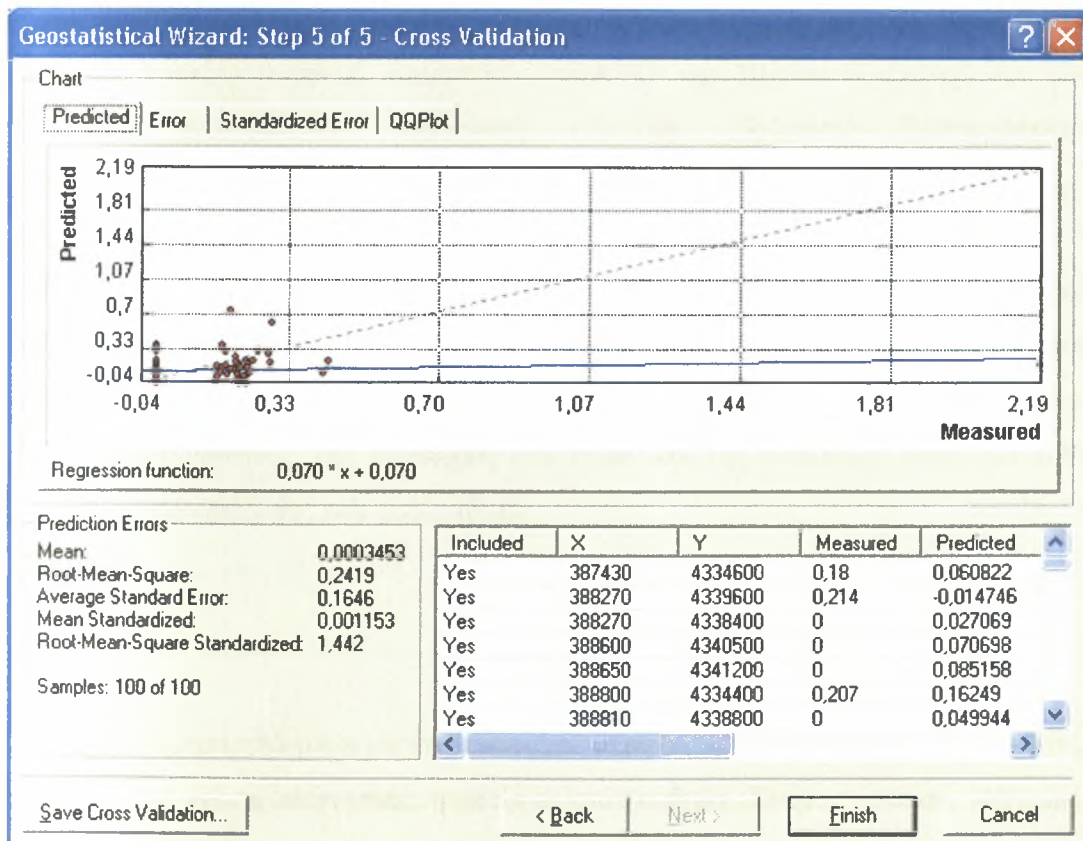 Geostatistical Wizard: Step 5 of 5 - Cross Validation
Chart
Predicted Error Standardized Error QQPlot
Predicted
2,19
1,81
1,44
1,07
0,7
0,33
-0,04
-0,04 0,33 0,70 1,07 1,44 1,81 2,19
Measured
Regression function: 0,070 * x + 0,070
Prediction Errors
Mean: 0,0003453
Root-Mean-Square: 0,2419
Average Standard Error: 0,1646
Mean Standardized: 0,001153
Root-Mean-Square Standardized: 1,442
Samples: 100 of 100
Included X Y Measured Predicted
Yes 387430 4334600 0,18 0,060822
Yes 388270 4339600 0,214 -0,014746
Yes 388270 4338400 0 0,027069
Yes 388600 4340500 0 0,070698
Yes 388650 4341200 0 0,085158
Yes 388800 4334400 0,207 0,16249
Yes 388810 4338800 0 0,049944
Save Cross Validation... < Back Next > Finish Cancel